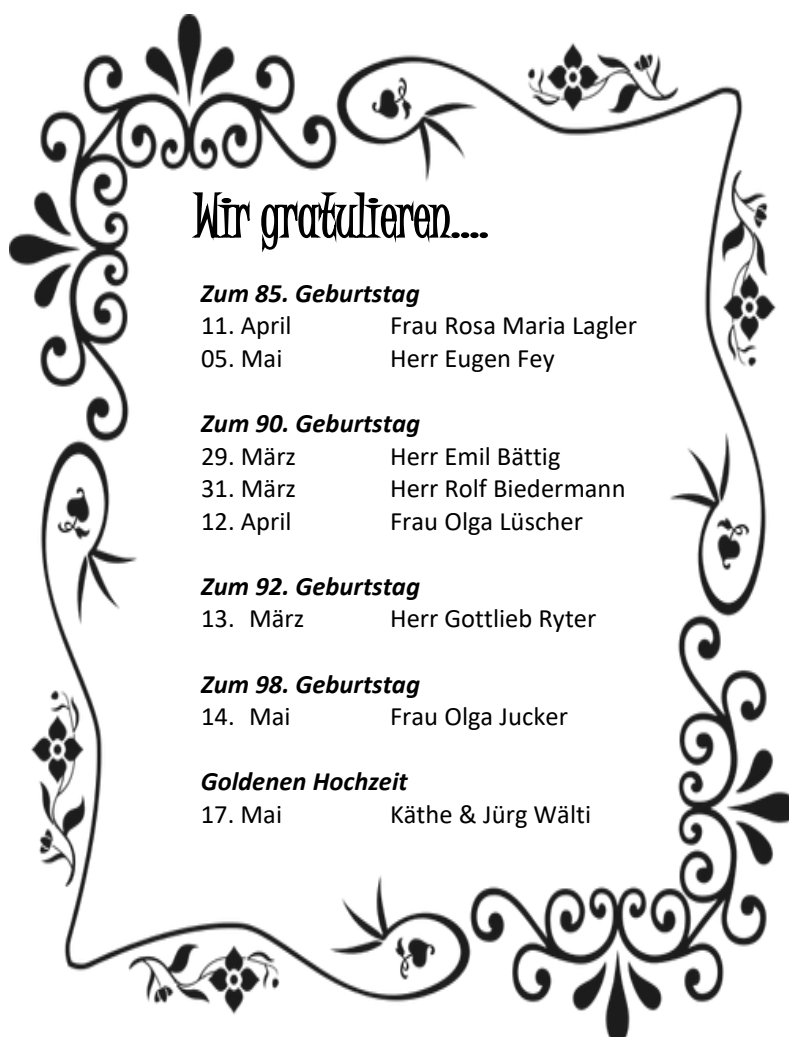 Wir gratulieren....
Zum 85. Geburtstag
11. April Frau Rosa Maria Lagler
05. Mai Herr Eugen Fey
Zum 90. Geburtstag
29. März Herr Emil Bättig
31. März Herr Rolf Biedermann
12. April Frau Olga Lüscher
Zum 92. Geburtstag
13. März Herr Gottlieb Ryter
Zum 98. Geburtstag
14. Mai Frau Olga Jucker
Goldenen Hochzeit
17. Mai Käthe & Jürg Wälti